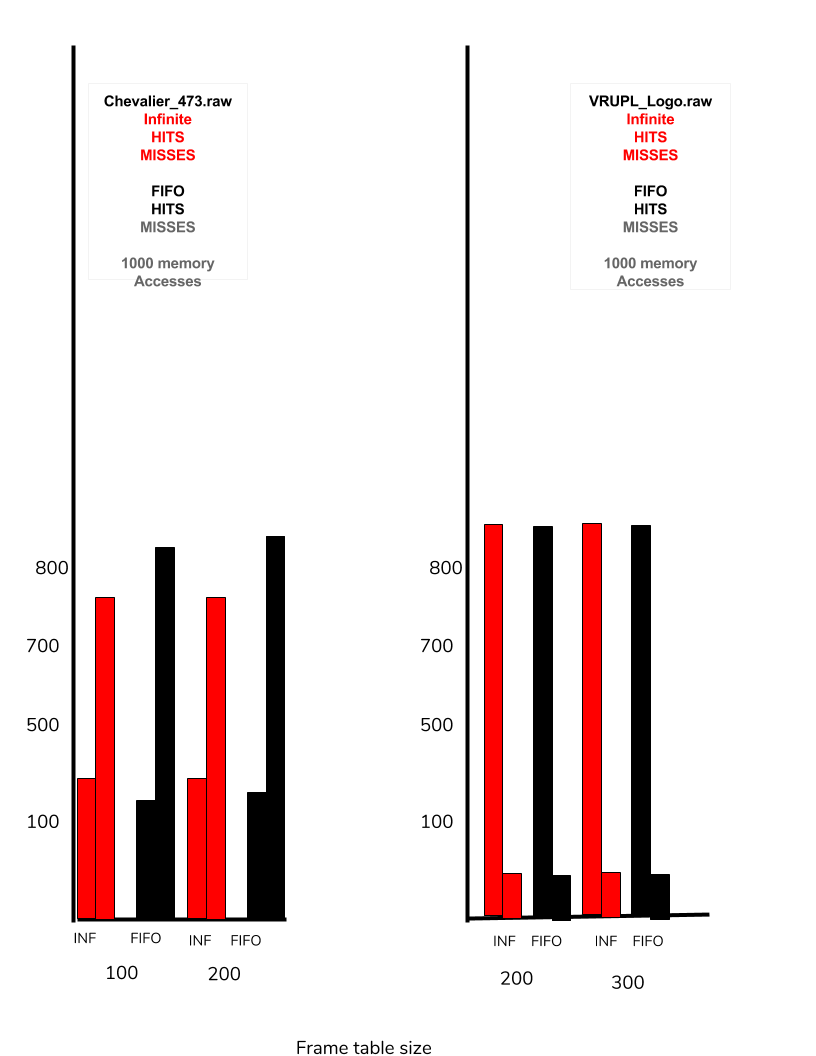 Chevalier_473.raw
Infinite
HITS
MISSES
FIFO
HITS
MISSES
1000 memory
Accesses
800
700
500
100
INF FIFO INF FIFO
100 200
VRUPL_Logo.raw
Infinite
HITS
MISSES
FIFO
HITS
MISSES
1000 memory
Accesses
800
700
500
100
INF FIFO INF FIFO
200 300
Frame table size